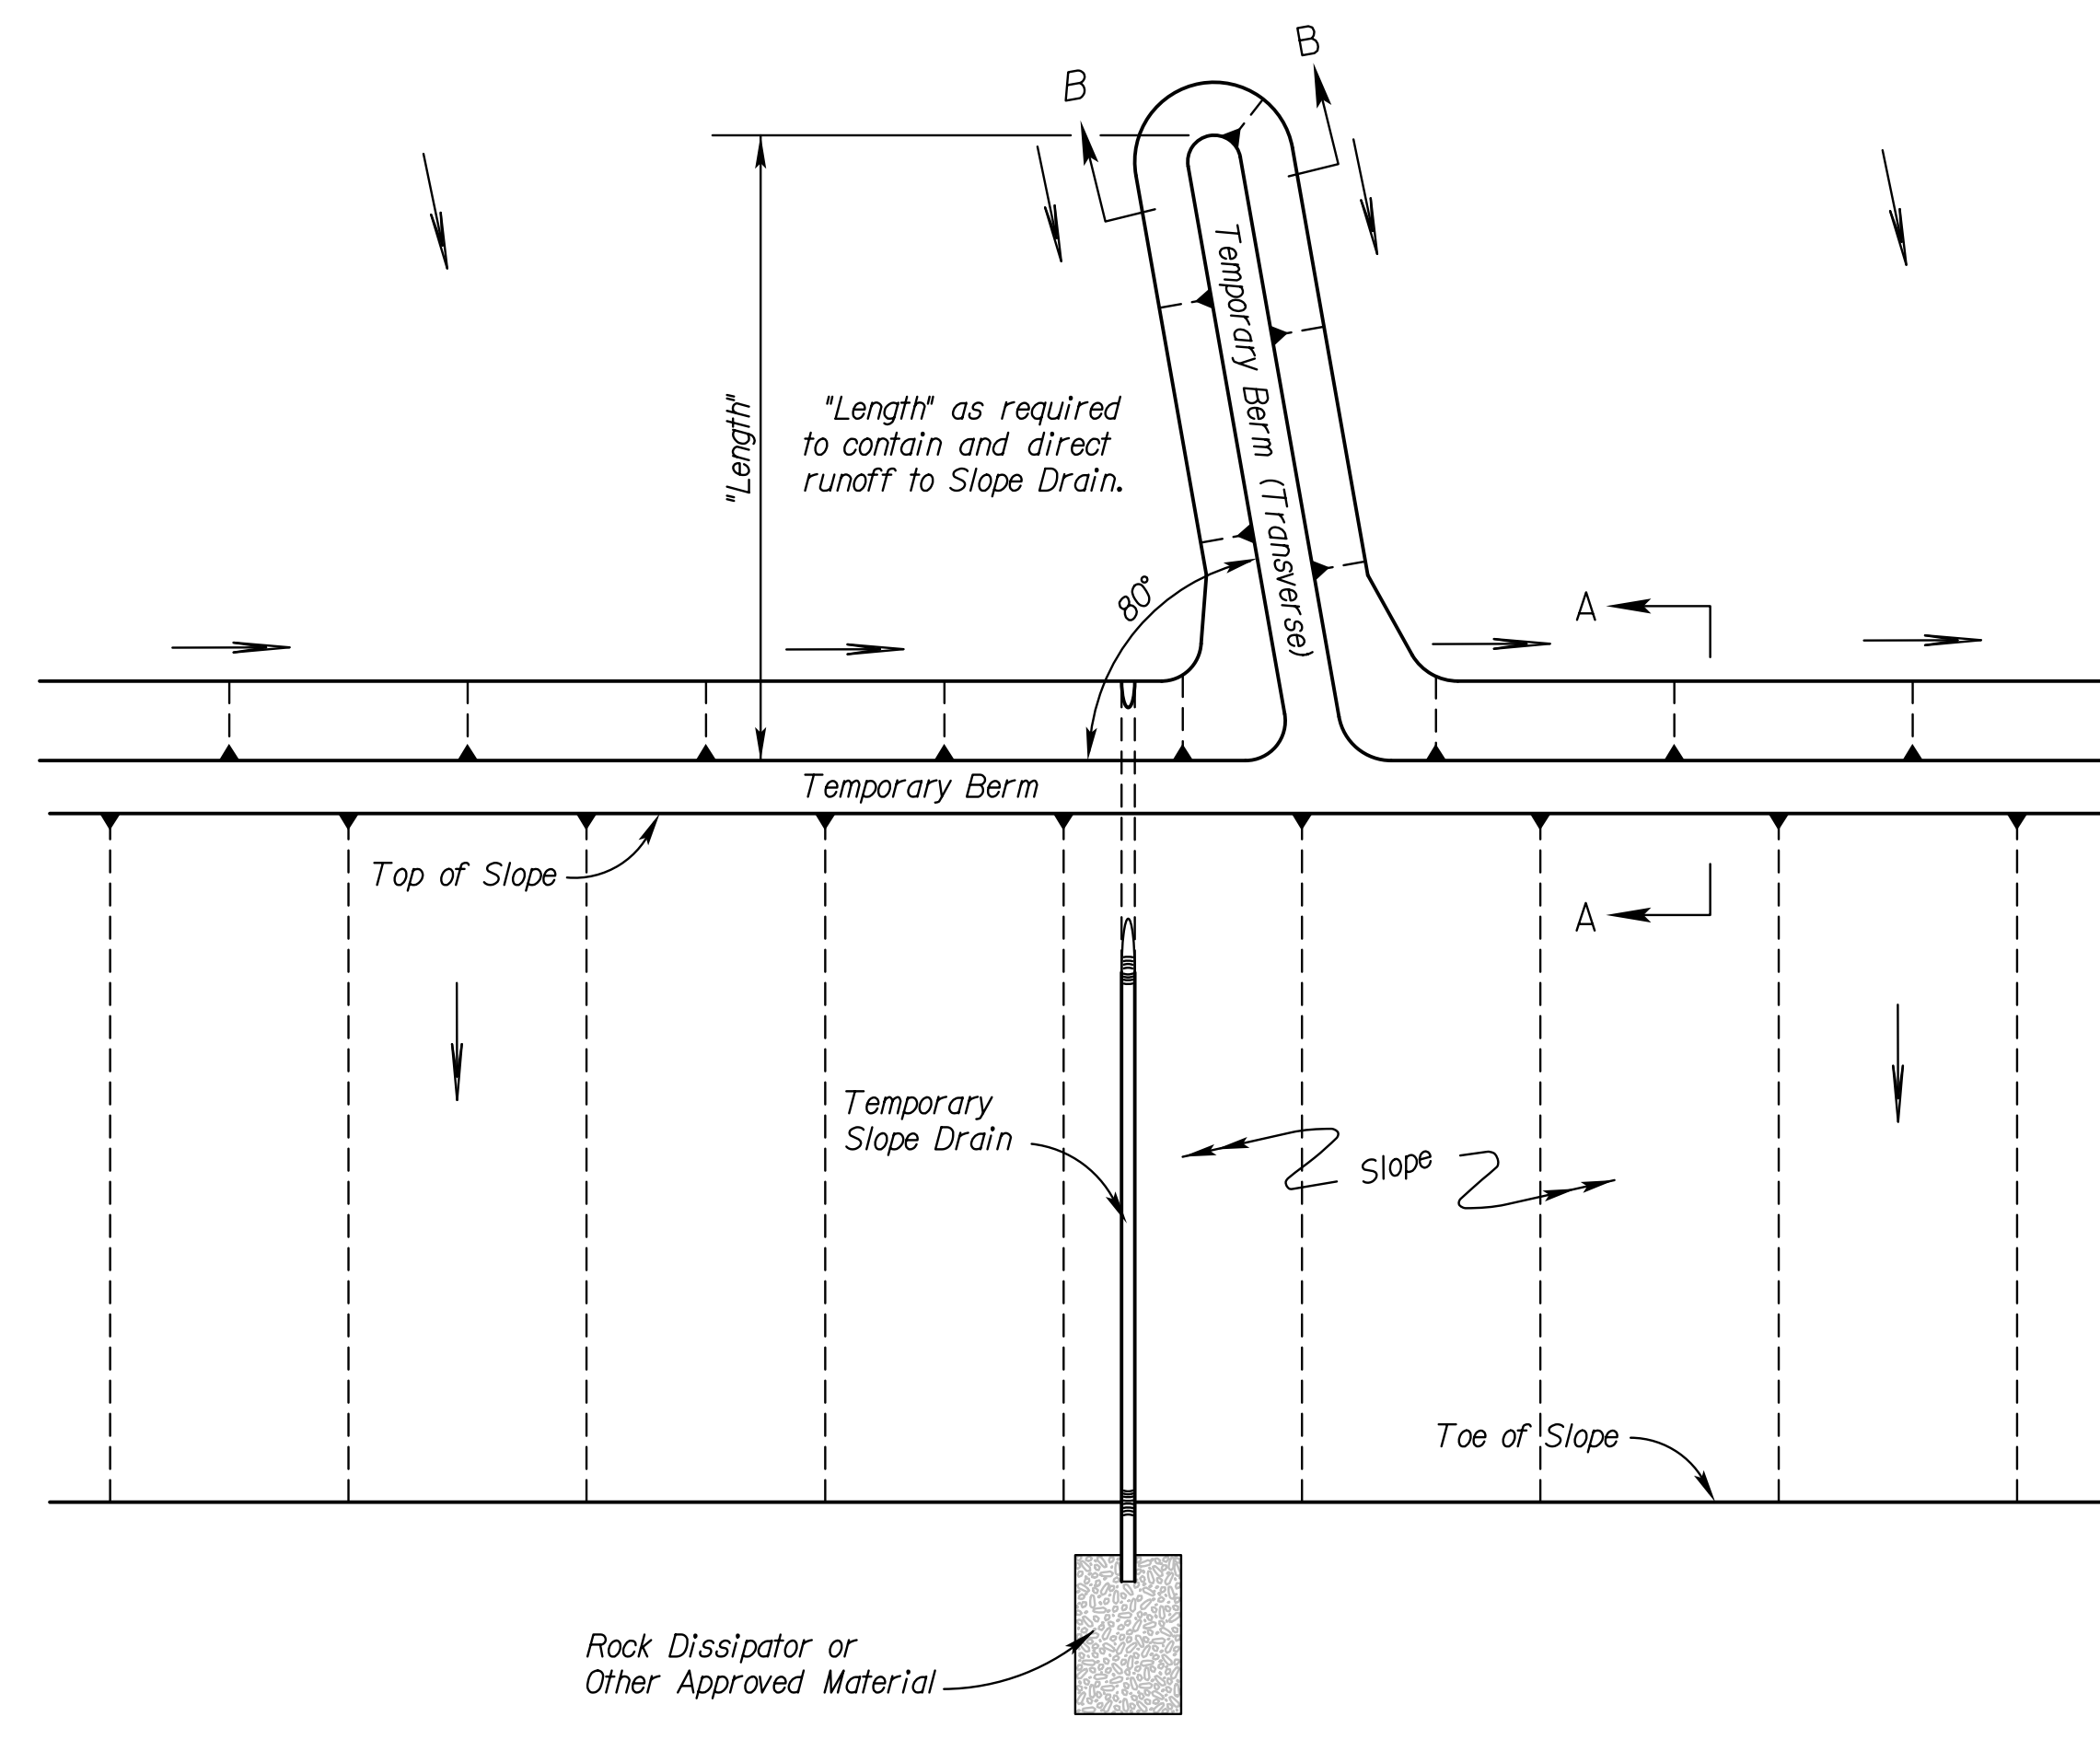 B
B
"Length"
"Length" as required
to contain and direct
runoff to Slope Drain.
Temporary Berm (Transverse)
80°
A
Temporary Berm
Top of Slope
A
Temporary
Slope Drain
Slope
Toe of Slope
Rock Dissipator or
Other Approved Material